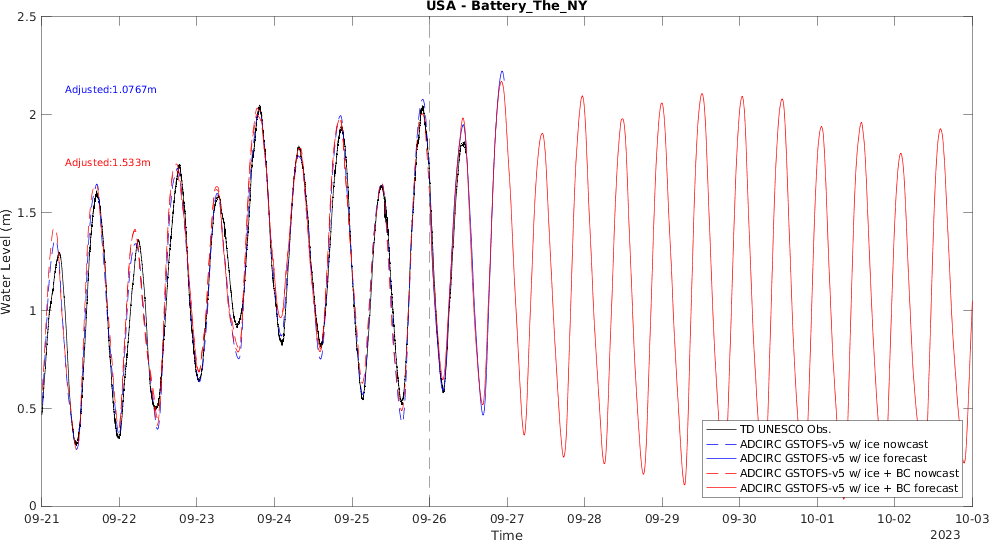 USA - Battery_The_NY
2.5
2
1.5
1
0.5
0
Water Level (m)
Adjusted:1.0767m
Adjusted:1.533m
TD UNESCO Obs.
ADCIRC GSTOFS-v5 w/ ice nowcast
ADCIRC GSTOFS-v5 w/ ice forecast
ADCIRC GSTOFS-v5 w/ ice + BC nowcast
ADCIRC GSTOFS-v5 w/ ice + BC forecast
09-21 09-22 09-23 09-24 09-25 09-26 09-27 09-28 09-29 09-30 10-01 10-02 10-03
Time
2023